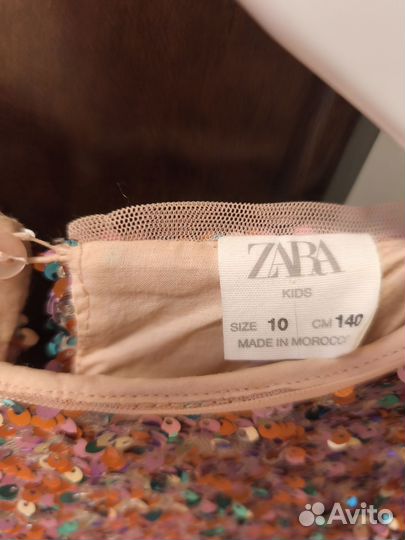 ZARA
KIDS
SIZE 10 CM 140
MADE IN MOROCCO
Avito